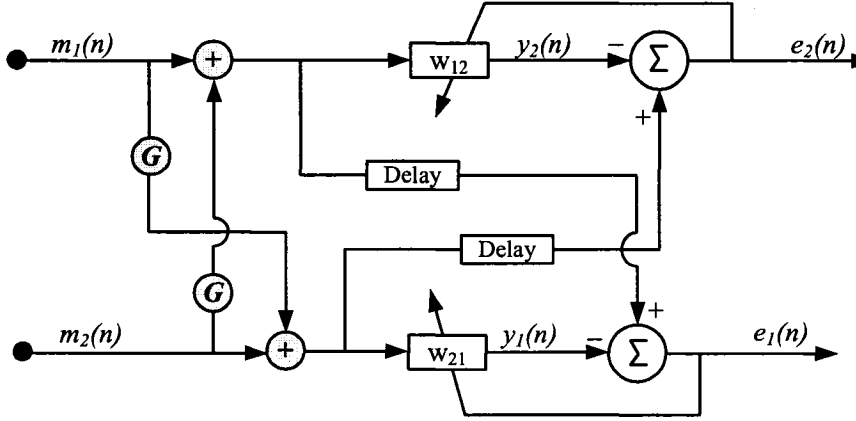 m₁(n)
+
w₁₂
y₂(n)
−
Σ
e₂(n)
+
G
Delay
Delay
G
+
m₂(n)
+
w₂₁
y₁(n)
−
Σ
e₁(n)